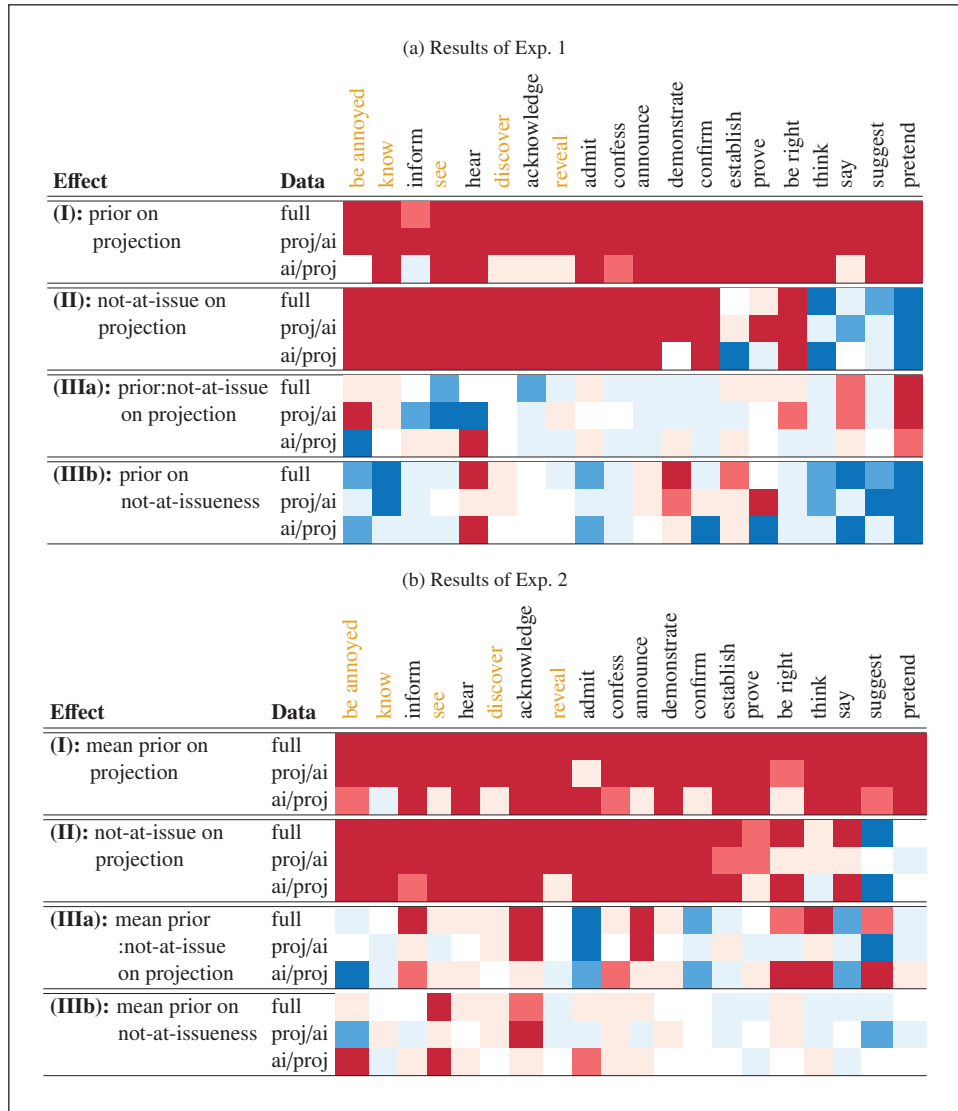 (a) Results of Exp. 1
Effect Data be annoyed know inform see hear discover acknowledge reveal admit confess announce demonstrate confirm establish prove be right think say suggest pretend
(I): prior on full
projection proj/ai
ai/proj
(II): not-at-issue on full
projection proj/ai
ai/proj
(IIIa): prior:not-at-issue full
on projection proj/ai
ai/proj
(IIIb): prior on full
not-at-issueness proj/ai
ai/proj
(b) Results of Exp. 2
Effect Data be annoyed know inform see hear discover acknowledge reveal admit confess announce demonstrate confirm establish prove be right think say suggest pretend
(I): mean prior on full
projection proj/ai
ai/proj
(II): not-at-issue on full
projection proj/ai
ai/proj
(IIIa): mean prior full
:not-at-issue proj/ai
on projection ai/proj
(IIIb): mean prior on full
not-at-issueness proj/ai
ai/proj